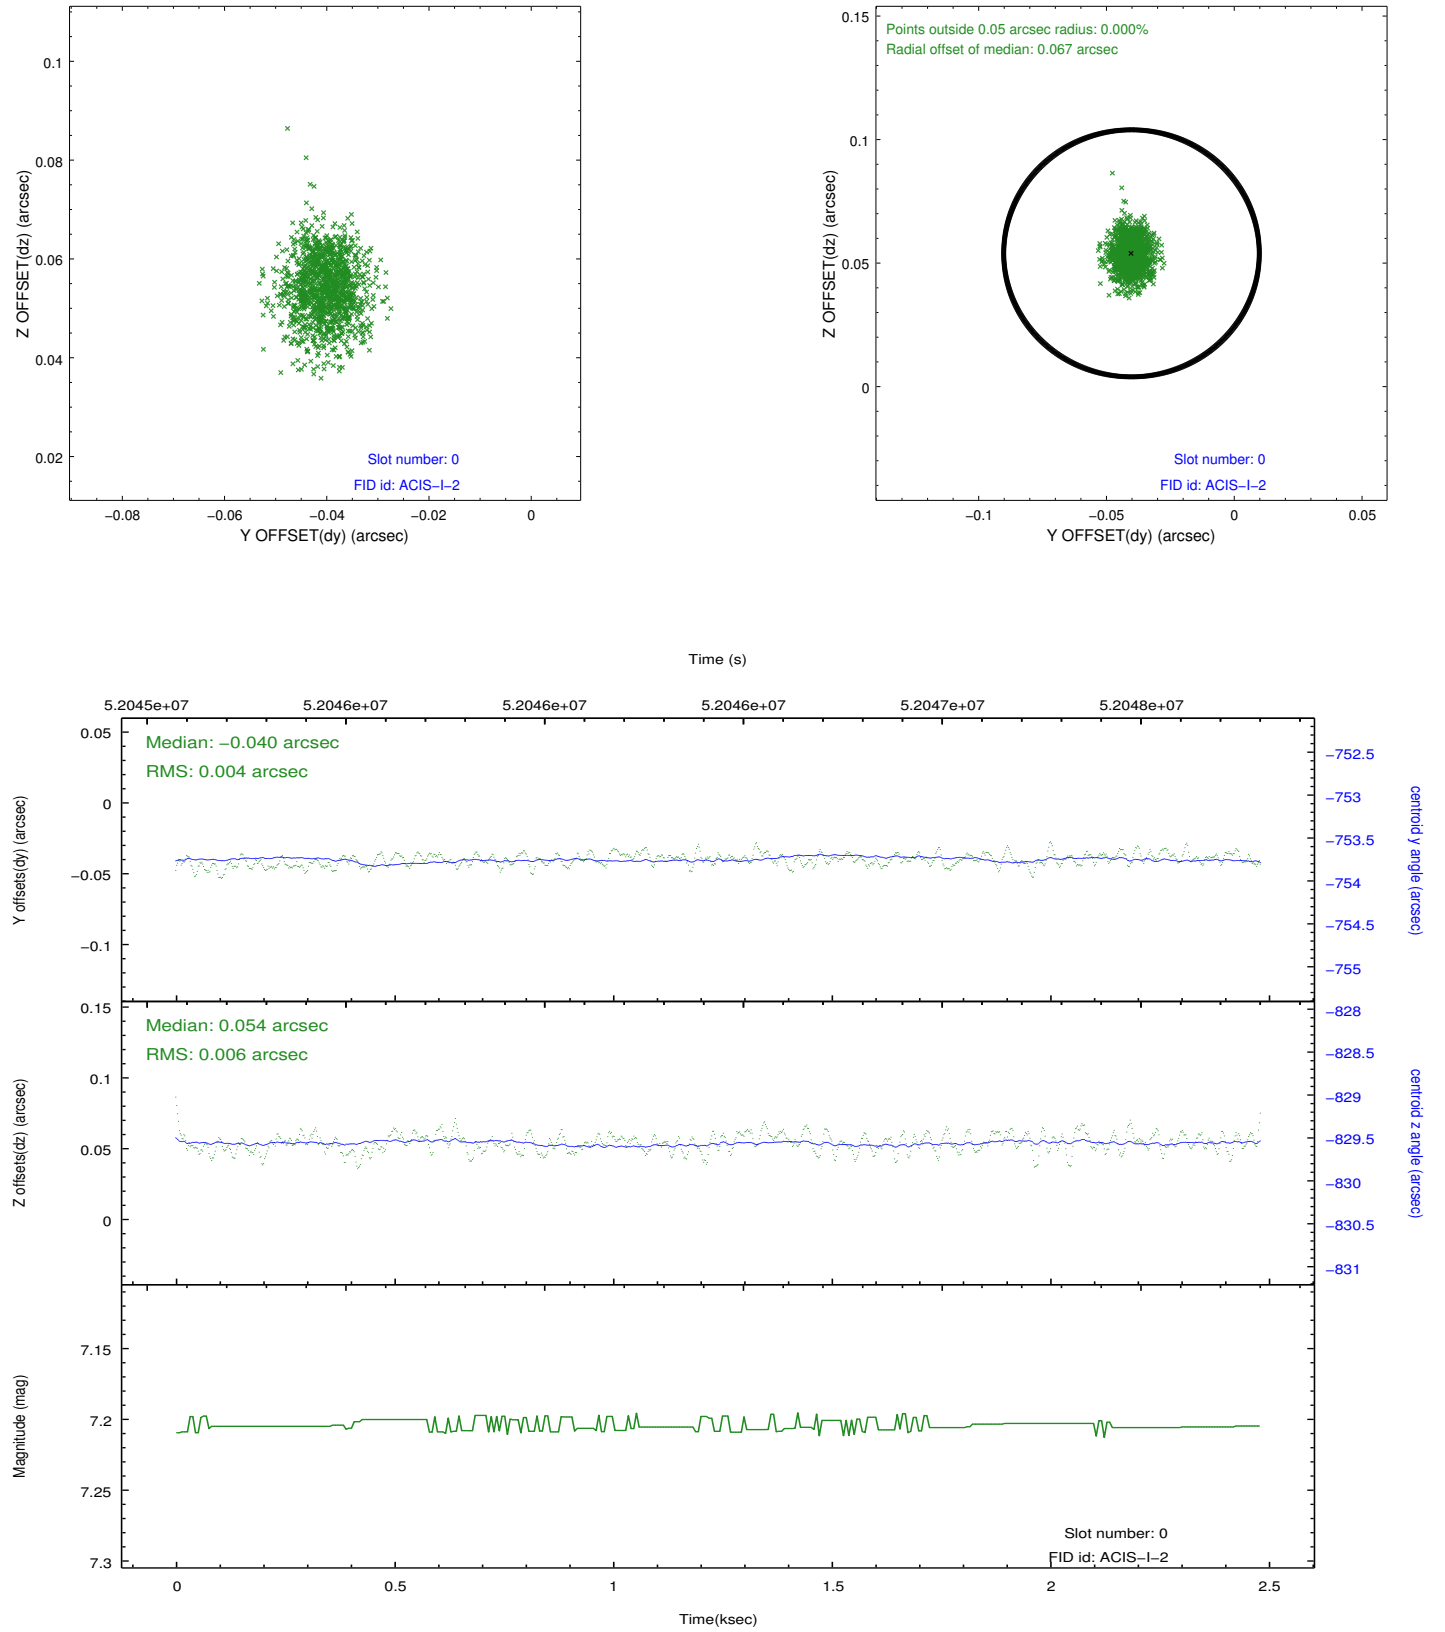 0.1
0.08
0.06
0.04
0.02
Z OFFSET(dz) (arcsec)
−0.08
−0.06
−0.04
−0.02
0
Y OFFSET(dy) (arcsec)
Slot number: 0
FID id: ACIS−I−2
Points outside 0.05 arcsec radius: 0.000%
Radial offset of median: 0.067 arcsec
0.15
0.1
0.05
0
Z OFFSET(dz) (arcsec)
−0.1
−0.05
0
0.05
Y OFFSET(dy) (arcsec)
Slot number: 0
FID id: ACIS−I−2
Time (s)
5.2045e+07
5.2046e+07
5.2046e+07
5.2046e+07
5.2047e+07
5.2048e+07
Median: −0.040 arcsec
RMS: 0.004 arcsec
0.05
0
−0.05
−0.1
Y offsets(dy) (arcsec)
−752.5
−753
−753.5
−754
−754.5
−755
centroid y angle (arcsec)
Median: 0.054 arcsec
RMS: 0.006 arcsec
0.15
0.1
0.05
0
Z offsets(dz) (arcsec)
−828
−828.5
−829
−829.5
−830
−830.5
−831
centroid z angle (arcsec)
7.15
7.2
7.25
7.3
Magnitude (mag)
Slot number: 0
FID id: ACIS−I−2
0
0.5
1
1.5
2
2.5
Time(ksec)